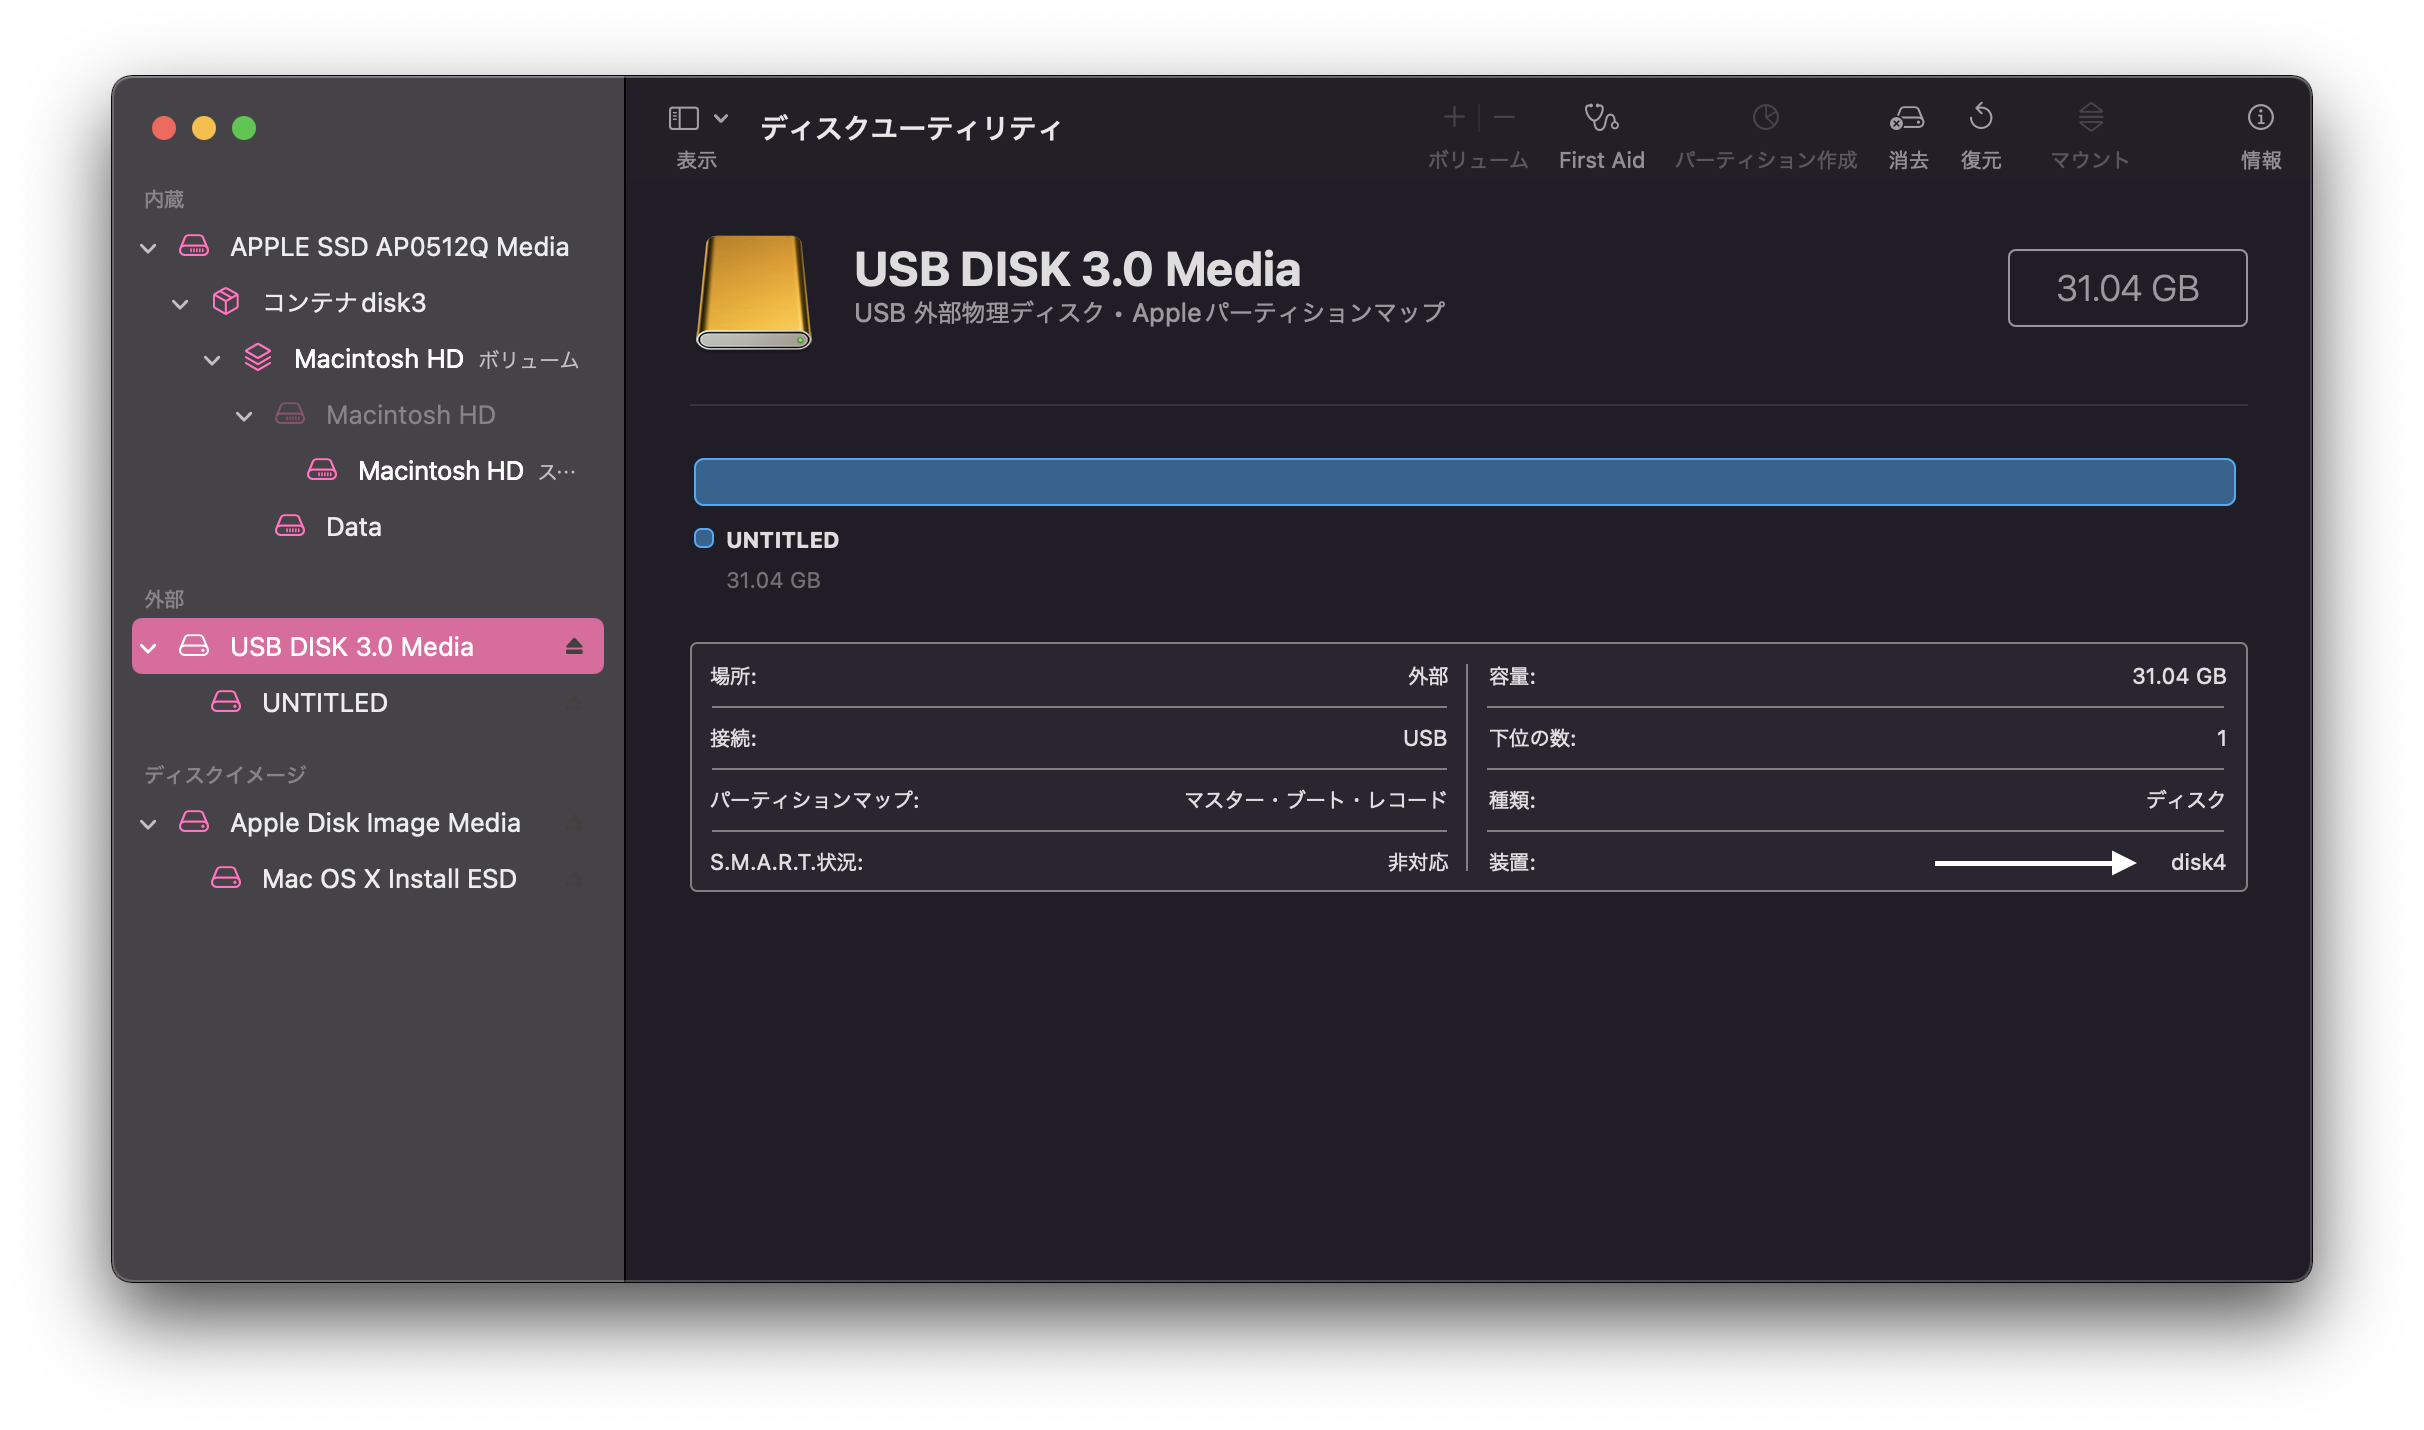 ディスクユーティリティ
表示
ボリューム
First Aid
パーティション作成
消去
復元
マウント
情報
内蔵
APPLE SSD AP0512Q Media
コンテナdisk3
Macintosh HD ボリューム
Macintosh HD
Macintosh HD ス…
Data
外部
USB DISK 3.0 Media
UNTITLED
ディスクイメージ
Apple Disk Image Media
Mac OS X Install ESD
USB DISK 3.0 Media
USB 外部物理ディスク・Appleパーティションマップ
31.04 GB
UNTITLED
31.04 GB
場所: 外部
接続: USB
パーティションマップ: マスター・ブート・レコード
S.M.A.R.T.状況: 非対応
容量: 31.04 GB
下位の数: 1
種類: ディスク
装置: disk4